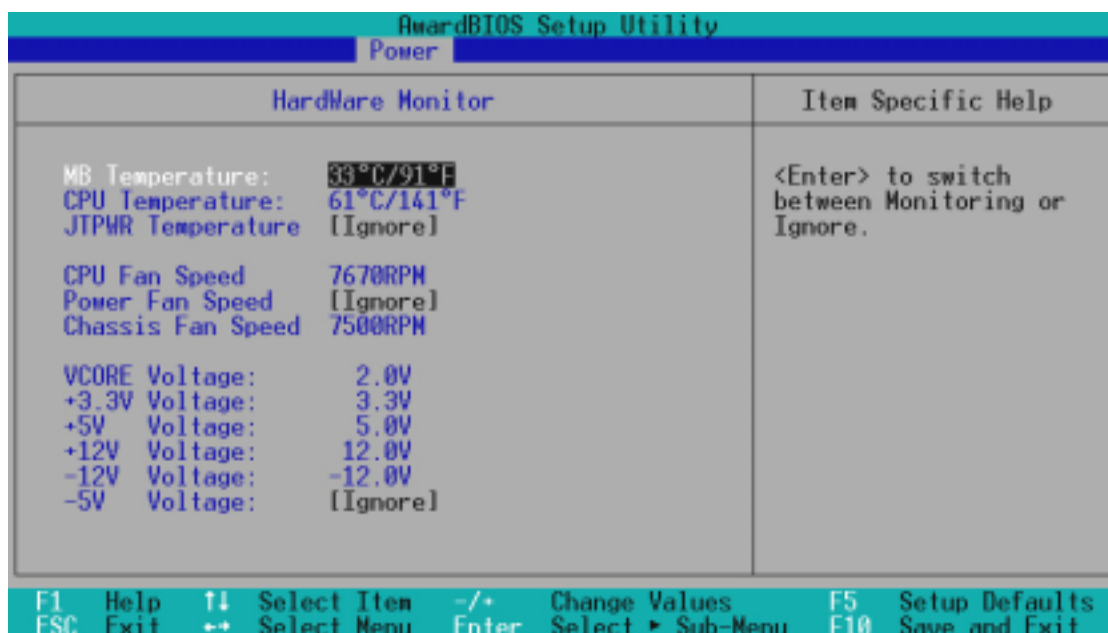 AwardBIOS Setup Utility
Power
HardWare Monitor
Item Specific Help
MB Temperature: 33°C/91°F
CPU Temperature: 61°C/141°F
JTPWR Temperature [Ignore]
CPU Fan Speed 7670RPM
Power Fan Speed [Ignore]
Chassis Fan Speed 7500RPM
VCORE Voltage: 2.0V
+3.3V Voltage: 3.3V
+5V Voltage: 5.0V
+12V Voltage: 12.0V
-12V Voltage: -12.0V
-5V Voltage: [Ignore]
<Enter> to switch
between Monitoring or
Ignore.
F1 Help ↑↓ Select Item -/+ Change Values F5 Setup Defaults
ESC Exit ←→ Select Menu Enter Select ► Sub-Menu F10 Save and Exit